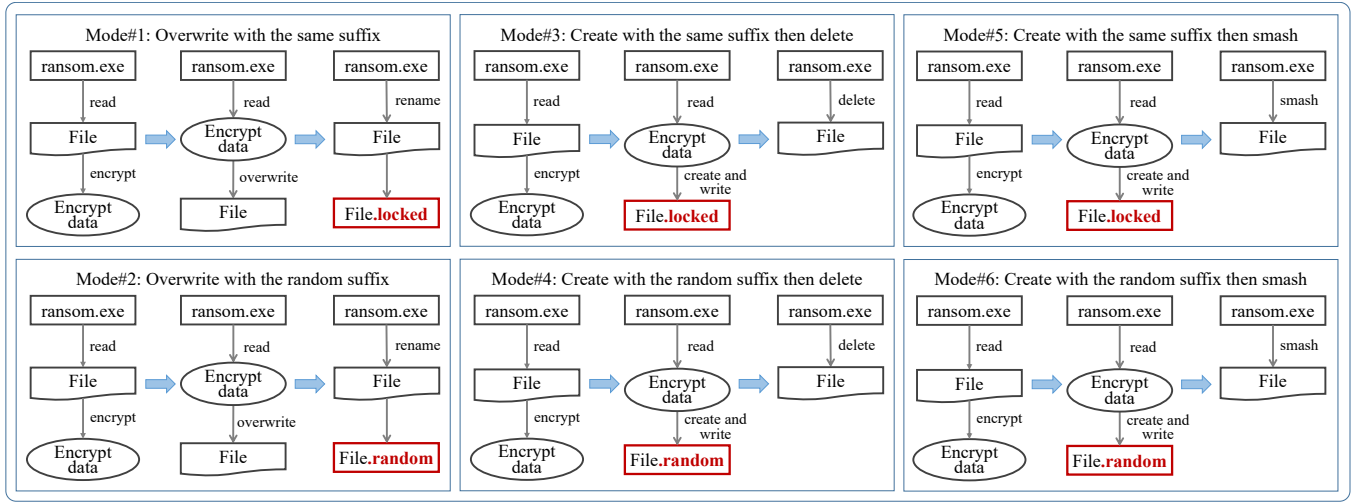 Mode#1: Overwrite with the same suffix
ransom.exe
ransom.exe
ransom.exe
read
read
rename
File
Encrypt
data
File
encrypt
overwrite
Encrypt
data
File
File.locked
Mode#3: Create with the same suffix then delete
ransom.exe
ransom.exe
ransom.exe
read
read
delete
File
Encrypt
data
File
encrypt
create and
write
Encrypt
data
File.locked
Mode#5: Create with the same suffix then smash
ransom.exe
ransom.exe
ransom.exe
read
read
smash
File
Encrypt
data
File
encrypt
create and
write
Encrypt
data
File.locked
Mode#2: Overwrite with the random suffix
ransom.exe
ransom.exe
ransom.exe
read
read
rename
File
Encrypt
data
File
encrypt
overwrite
Encrypt
data
File
File.random
Mode#4: Create with the random suffix then delete
ransom.exe
ransom.exe
ransom.exe
read
read
delete
File
Encrypt
data
File
encrypt
create and
write
Encrypt
data
File.random
Mode#6: Create with the random suffix then smash
ransom.exe
ransom.exe
ransom.exe
read
read
smash
File
Encrypt
data
File
encrypt
create and
write
Encrypt
data
File.random